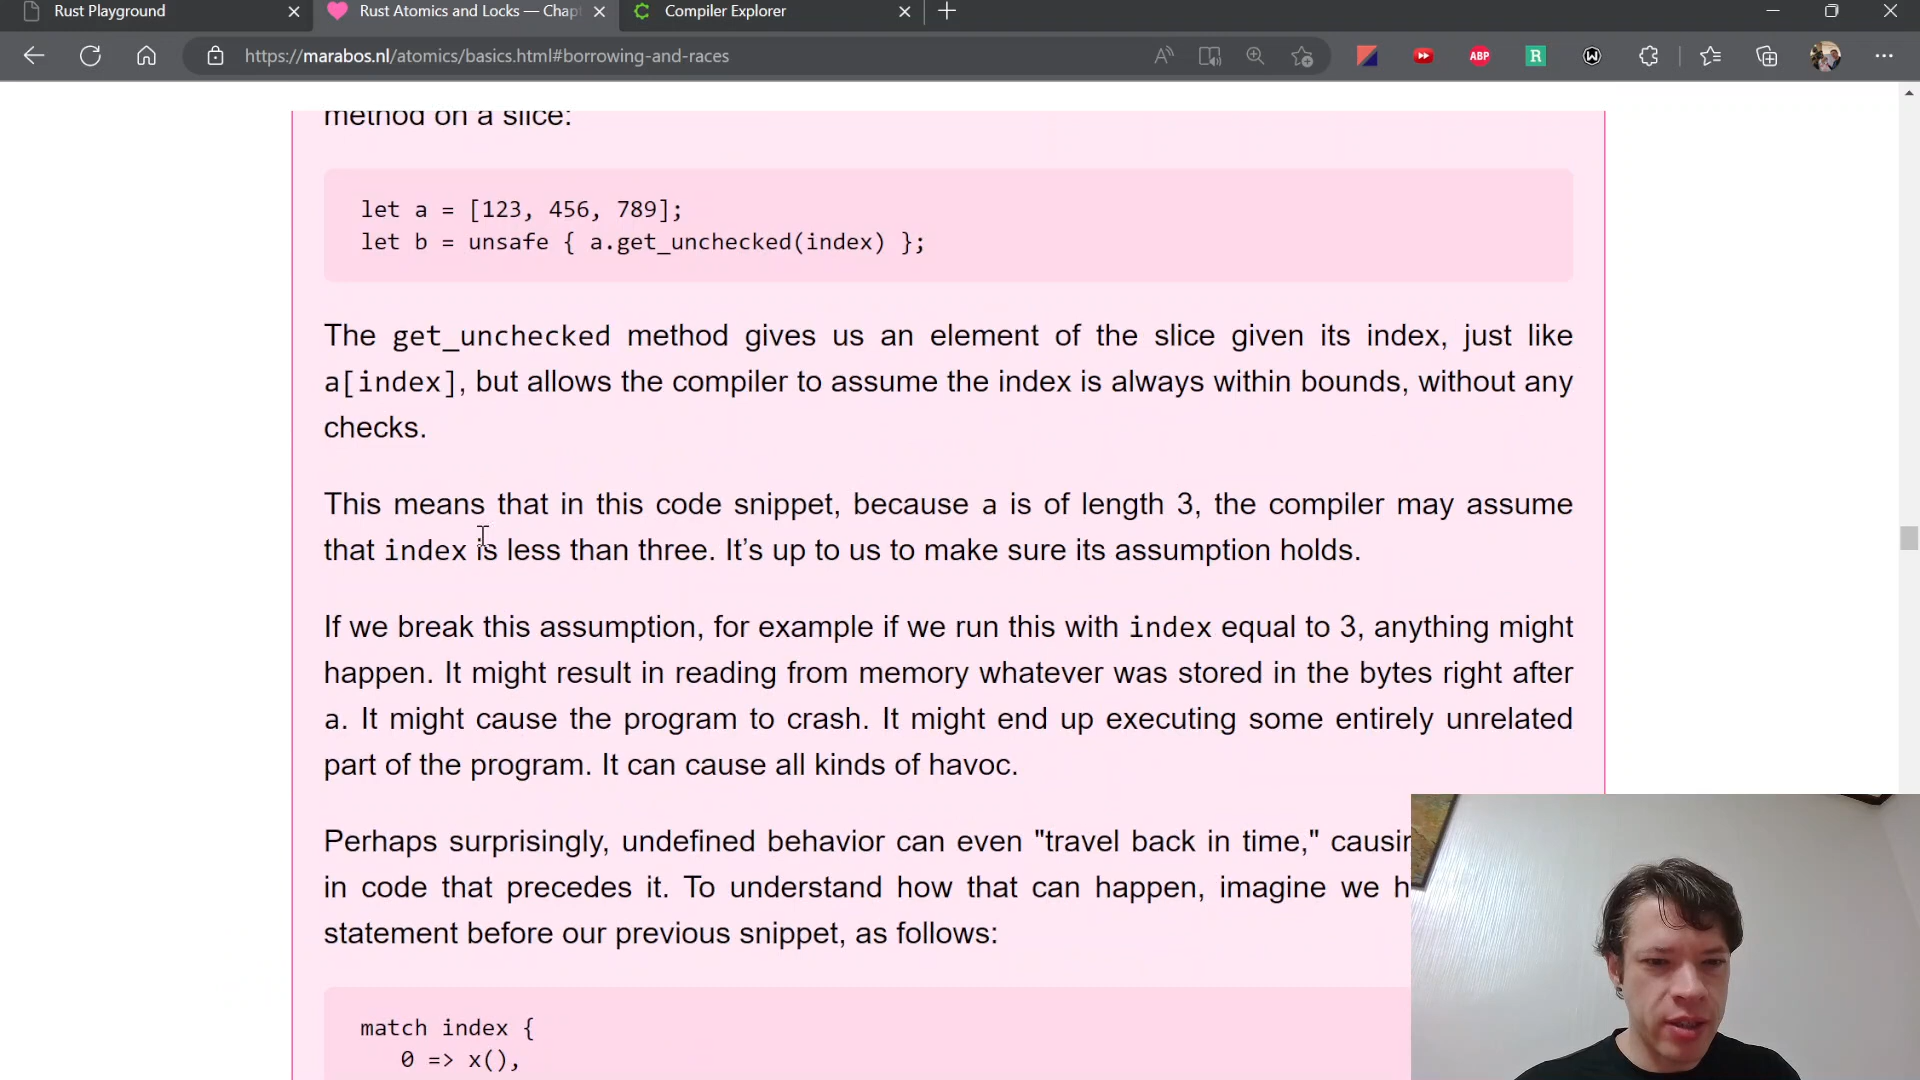 Rust Playground
Rust Atomics and Locks — Chap
Compiler Explorer
https://marabos.nl/atomics/basics.html#borrowing-and-races
ABP
R
W
method on a slice:
let a = [123, 456, 789];
let b = unsafe { a.get_unchecked(index) };
The get_unchecked method gives us an element of the slice given its index, just like
a[index], but allows the compiler to assume the index is always within bounds, without any
checks.
This means that in this code snippet, because a is of length 3, the compiler may assume
that index is less than three. It’s up to us to make sure its assumption holds.
If we break this assumption, for example if we run this with index equal to 3, anything might
happen. It might result in reading from memory whatever was stored in the bytes right after
a. It might cause the program to crash. It might end up executing some entirely unrelated
part of the program. It can cause all kinds of havoc.
Perhaps surprisingly, undefined behavior can even "travel back in time," causin
in code that precedes it. To understand how that can happen, imagine we h
statement before our previous snippet, as follows:
match index {
0 => x(),